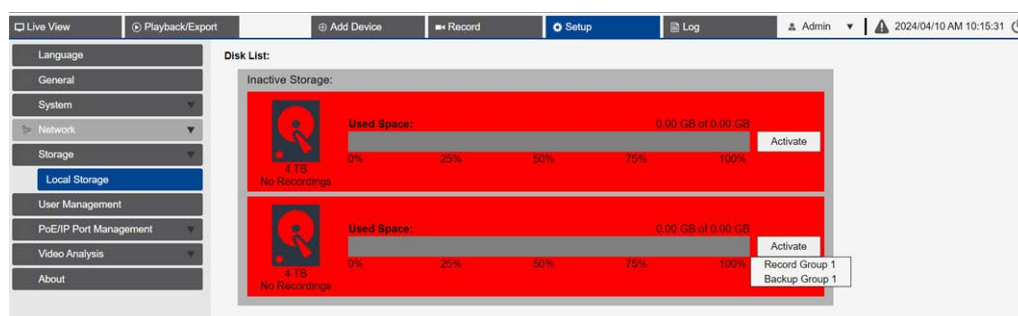 Live View Playback/Export Add Device Record Setup Log Admin 2024/04/10 AM 10:15:31
Language
General
System
Network
Storage
Local Storage
User Management
PoE/IP Port Management
Video Analysis
About
Disk List:
Inactive Storage:
Used Space: 0.00 GB of 0.00 GB
Activate
0% 25% 50% 75% 100%
4 TB
No Recordings
Used Space: 0.00 GB of 0.00 GB
Activate
0% 25% 50% 75% 100%
Record Group 1
Backup Group 1
4 TB
No Recordings